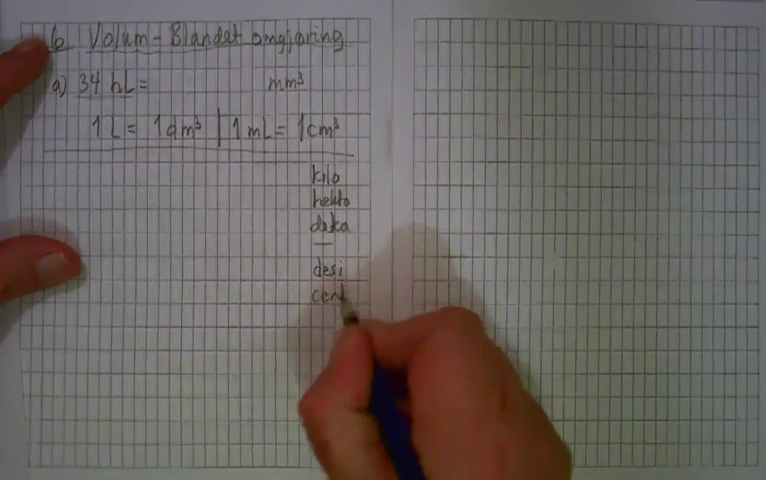 6 Volum - Blandet omgjøring
a) 34 hL = mm³
1 L = 1 dm³ | 1 mL = 1 cm³
kilo
hekto
deka
—
desi
cent